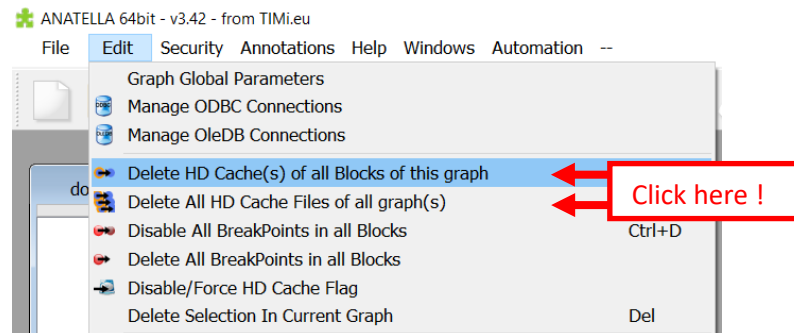 ANATELLA 64bit - v3.42 - from TIMi.eu
File Edit Security Annotations Help Windows Automation --
Graph Global Parameters
Manage ODBC Connections
Manage OleDB Connections
Delete HD Cache(s) of all Blocks of this graph
Delete All HD Cache Files of all graph(s)
Click here !
Disable All BreakPoints in all Blocks Ctrl+D
Delete All BreakPoints in all Blocks
Disable/Force HD Cache Flag
Delete Selection In Current Graph Del
do